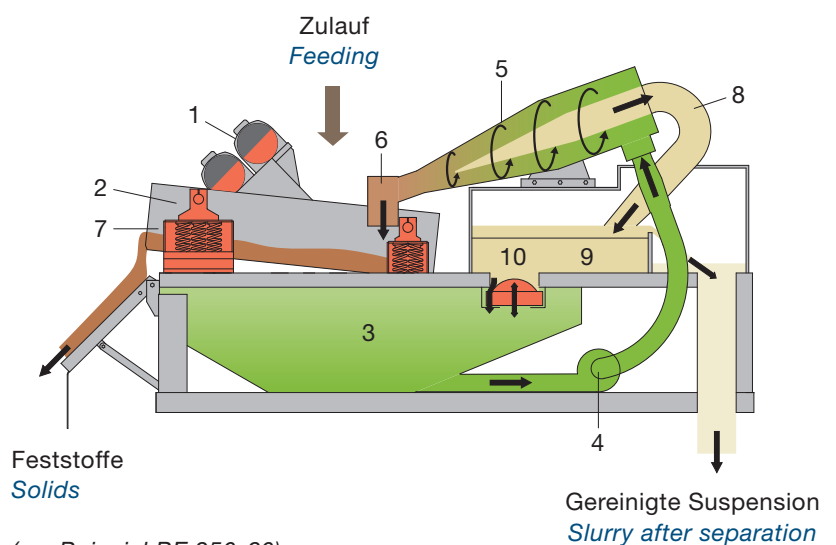 Zulauf
Feeding
1
5
8
6
2
7
10
9
3
4
Feststoffe
Solids
Gereinigte Suspension
Slurry after separation